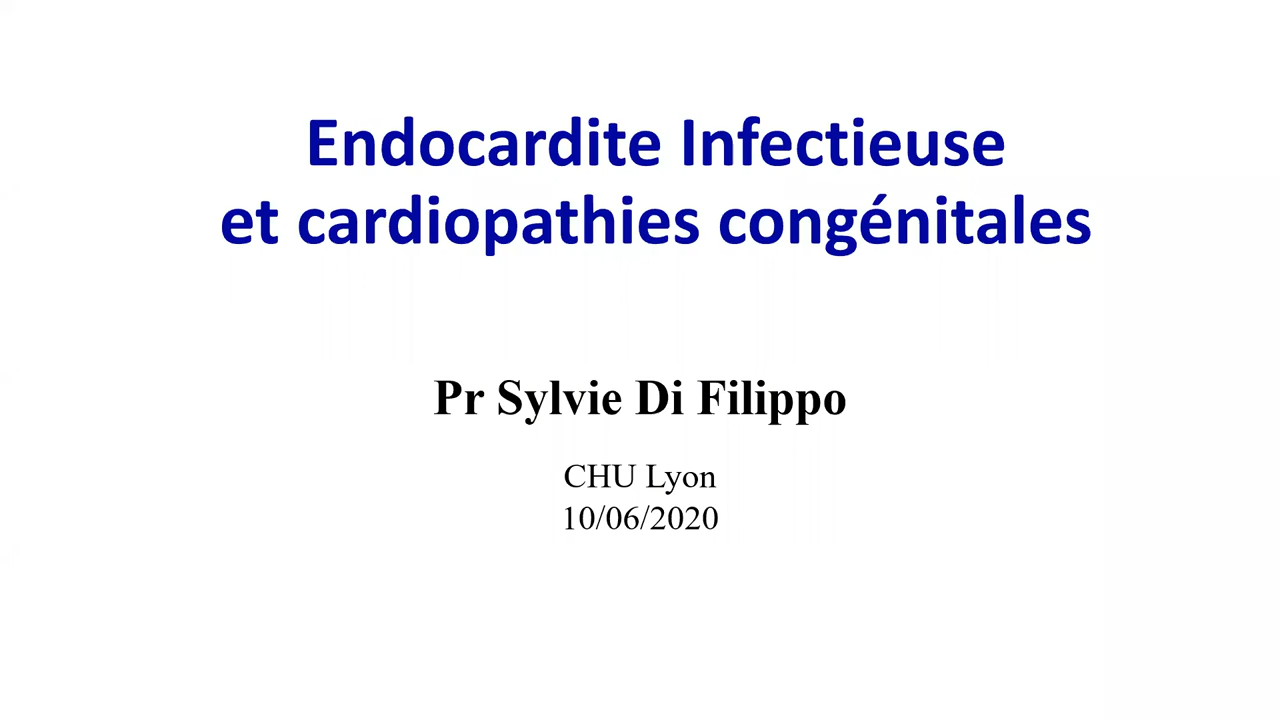 Endocardite Infectieuse
et cardiopathies congénitales
Pr Sylvie Di Filippo
CHU Lyon
10/06/2020